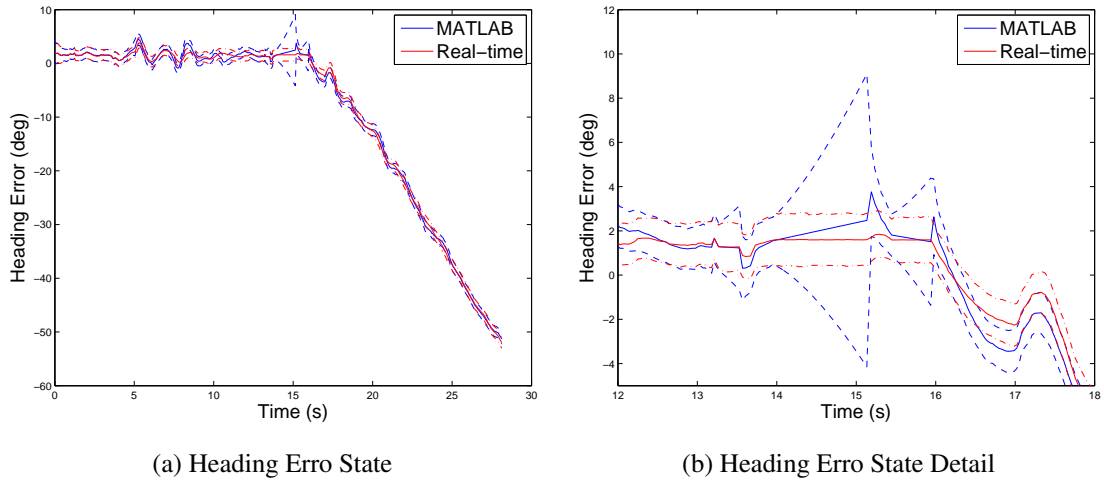 MATLAB
Real-time
10
0
−10
−20
−30
−40
−50
−60
0 5 10 15 20 25 30
Heading Error (deg)
Time (s)
(a) Heading Erro State
MATLAB
Real-time
12
10
8
6
4
2
0
−2
−4
12 13 14 15 16 17 18
Heading Error (deg)
Time (s)
(b) Heading Erro State Detail